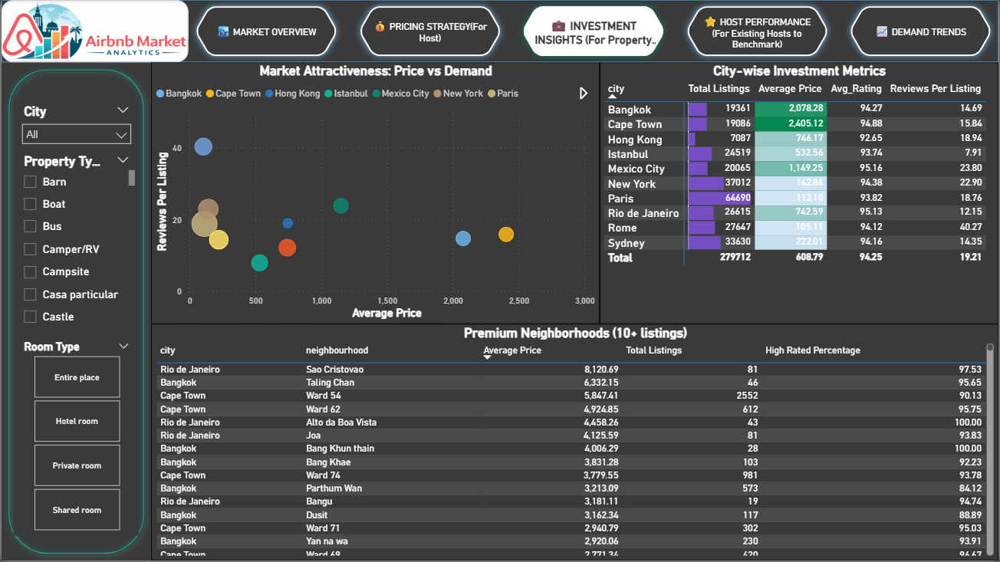 Airbnb Market
ANALYTICS
MARKET OVERVIEW
PRICING STRATEGY(For
Host)
INVESTMENT
INSIGHTS (For Property..
HOST PERFORMANCE
(For Existing Hosts to
Benchmark)
DEMAND TRENDS
City
All
Property Ty...
Barn
Boat
Bus
Camper/RV
Campsite
Casa particular
Castle
Room Type
Entire place
Hotel room
Private room
Shared room
Market Attractiveness: Price vs Demand
Bangkok Cape Town Hong Kong Istanbul Mexico City New York Paris
Reviews Per Listing
40
20
0
0 500 1,000 1,500 2,000 2,500 3,000
Average Price
City-wise Investment Metrics
city Total Listings Average Price Avg_Rating Reviews Per Listing
Bangkok 19361 2,078.28 94.27 14.69
Cape Town 19086 2,405.12 94.88 15.84
Hong Kong 7087 746.17 92.65 18.94
Istanbul 24519 532.56 93.74 7.91
Mexico City 20065 1,149.25 95.16 23.80
New York 37012 142.84 94.38 22.90
Paris 64690 113.10 93.82 18.76
Rio de Janeiro 26615 742.59 95.13 12.15
Rome 27647 105.11 94.12 40.27
Sydney 33630 222.01 94.16 14.35
Total 279712 608.79 94.25 19.21
Premium Neighborhoods (10+ listings)
city neighbourhood Average Price Total Listings High Rated Percentage
Rio de Janeiro Sao Cristovao 8,120.69 81 97.53
Bangkok Taling Chan 6,332.15 46 95.65
Cape Town Ward 54 5,847.41 2552 90.13
Cape Town Ward 62 4,924.85 612 95.75
Rio de Janeiro Alto da Boa Vista 4,458.26 43 100.00
Rio de Janeiro Joa 4,125.59 81 93.83
Bangkok Bang Khun thain 4,006.29 28 100.00
Bangkok Bang Khae 3,831.28 103 92.23
Cape Town Ward 74 3,779.55 981 93.78
Bangkok Parthum Wan 3,213.09 573 84.12
Rio de Janeiro Bangu 3,181.11 19 94.74
Bangkok Dusit 3,162.34 117 88.89
Cape Town Ward 71 2,940.79 302 95.03
Bangkok Yan na wa 2,920.06 230 93.91
Cape Town Ward 69 2,771.34 420 96.67